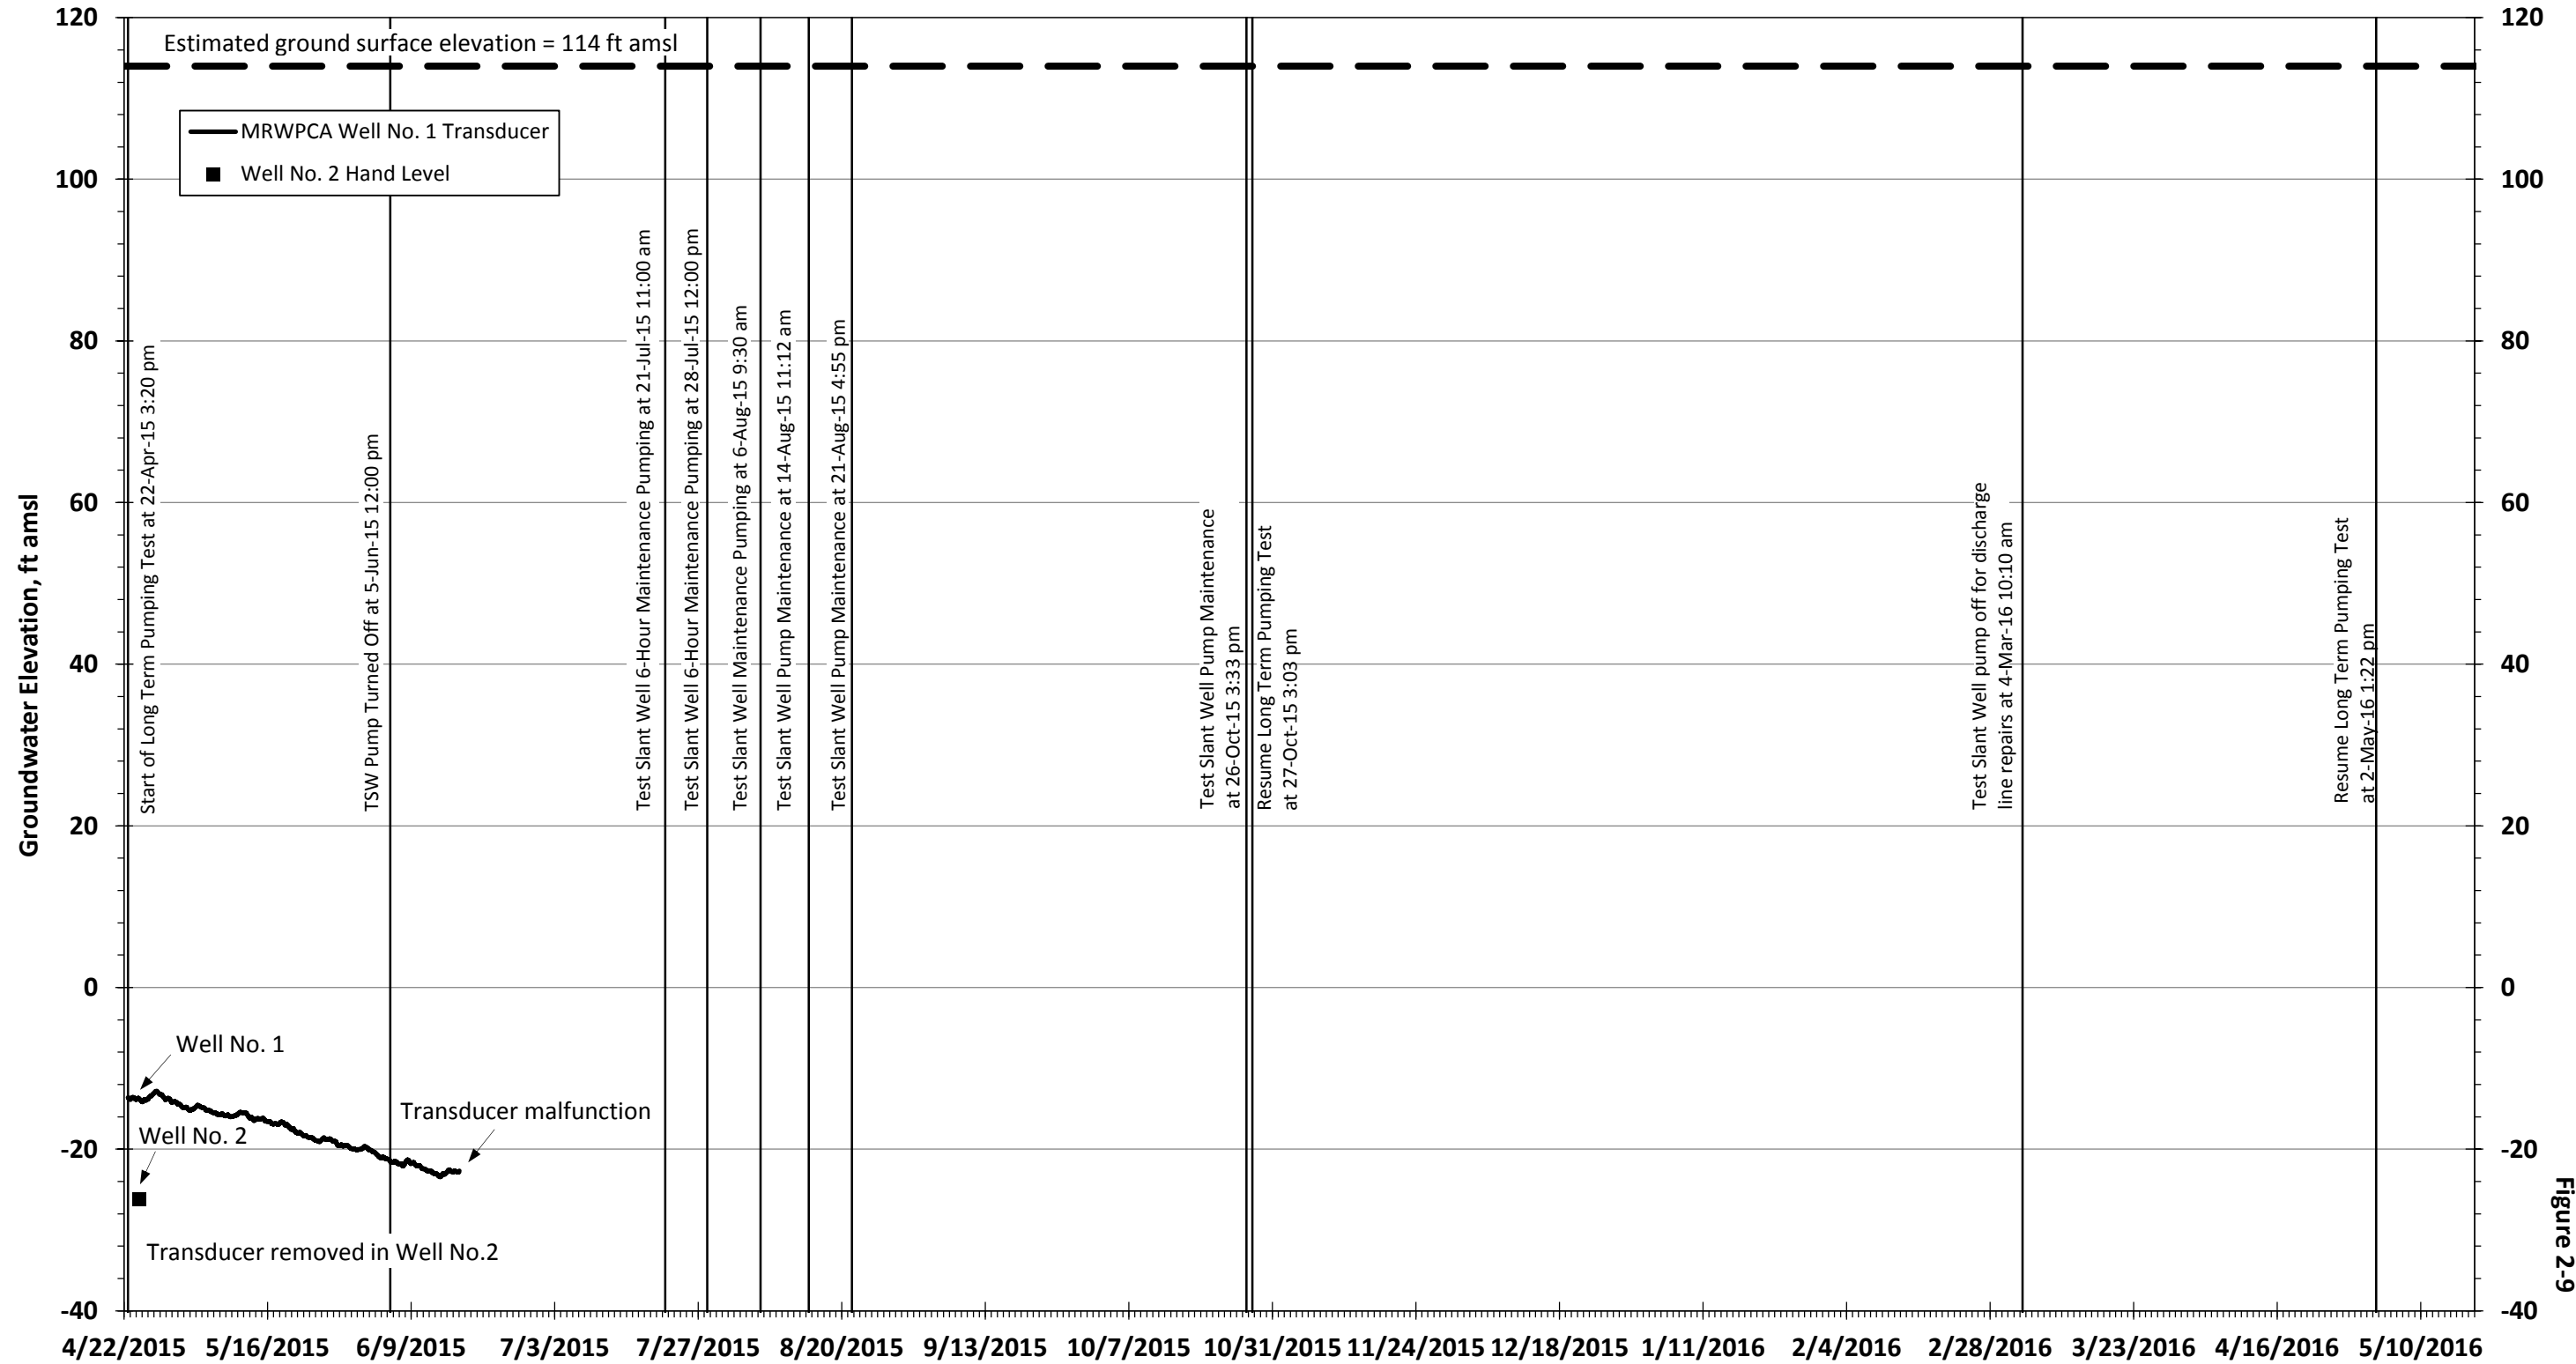 120
100
80
60
40
20
0
-20
-40
Groundwater Elevation, ft amsl
Estimated ground surface elevation = 114 ft amsl
MRWPCA Well No. 1 Transducer
Well No. 2 Hand Level
Start of Long Term Pumping Test at 22-Apr-15 3:20 pm
TSW Pump Turned Off at 5-Jun-15 12:00 pm
Test Slant Well 6-Hour Maintenance Pumping at 21-Jul-15 11:00 am
Test Slant Well 6-Hour Maintenance Pumping at 28-Jul-15 12:00 pm
Test Slant Well Maintenance Pumping at 6-Aug-15 9:30 am
Test Slant Well Pump Maintenance at 14-Aug-15 11:12 am
Test Slant Well Pump Maintenance at 21-Aug-15 4:55 pm
Test Slant Well Pump Maintenance
at 26-Oct-15 3:33 pm
Resume Long Term Pumping Test
at 27-Oct-15 3:03 pm
Test Slant Well pump off for discharge
line repairs at 4-Mar-16 10:10 am
Resume Long Term Pumping Test
at 2-May-16 1:22 pm
Well No. 1
Well No. 2
Transducer malfunction
Transducer removed in Well No.2
120
100
80
60
40
20
0
-20
-40
4/22/2015 5/16/2015 6/9/2015 7/3/2015 7/27/2015 8/20/2015 9/13/2015 10/7/2015 10/31/2015 11/24/2015 12/18/2015 1/11/2016 2/4/2016 2/28/2016 3/23/2016 4/16/2016 5/10/2016
Figure 2-9